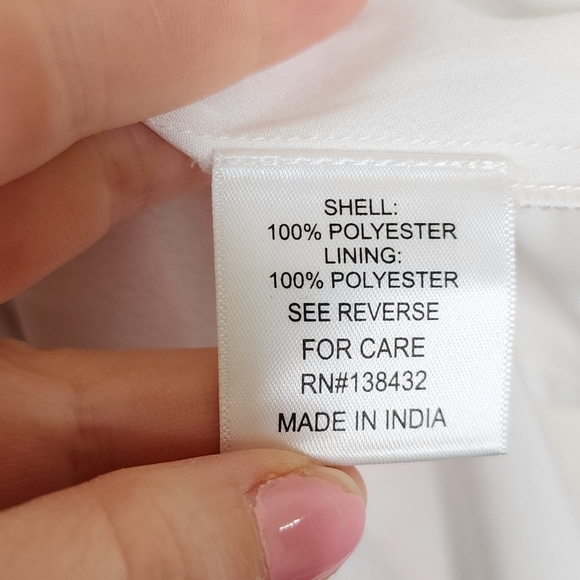 SHELL:
100% POLYESTER
LINING:
100% POLYESTER
SEE REVERSE
FOR CARE
RN#138432
MADE IN INDIA